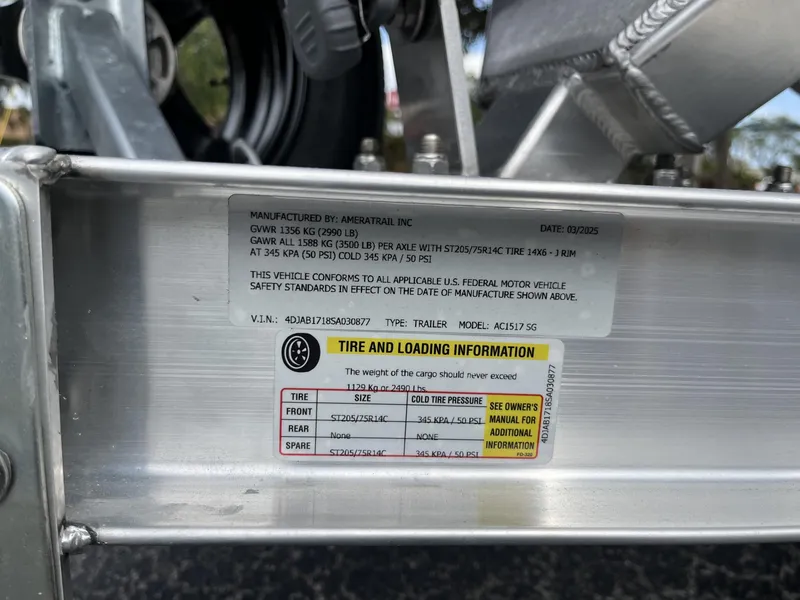 MANUFACTURED BY: AMERATRAIL INC DATE: 03/2025
GVWR 1356 KG (2990 LB)
GAWR ALL 1588 KG (3500 LB) PER AXLE WITH ST205/75R14C TIRE 14X6 - J RIM
AT 345 KPA (50 PSI) COLD 345 KPA / 50 PSI
THIS VEHICLE CONFORMS TO ALL APPLICABLE U.S. FEDERAL MOTOR VEHICLE
SAFETY STANDARDS IN EFFECT ON THE DATE OF MANUFACTURE SHOWN ABOVE.
V.I.N.: 4DJAB1718SA030877 TYPE: TRAILER MODEL: AC1517 SG
TIRE AND LOADING INFORMATION
The weight of the cargo should never exceed
1129 Kg or 2490 Lbs.
TIRE SIZE COLD TIRE PRESSURE
FRONT ST205/75R14C 345 KPA / 50 PSI
REAR None NONE
SPARE ST205/75R14C 345 KPA / 50 PSI
SEE OWNER'S
MANUAL FOR
ADDITIONAL
INFORMATION
4DJAB1718SA030877